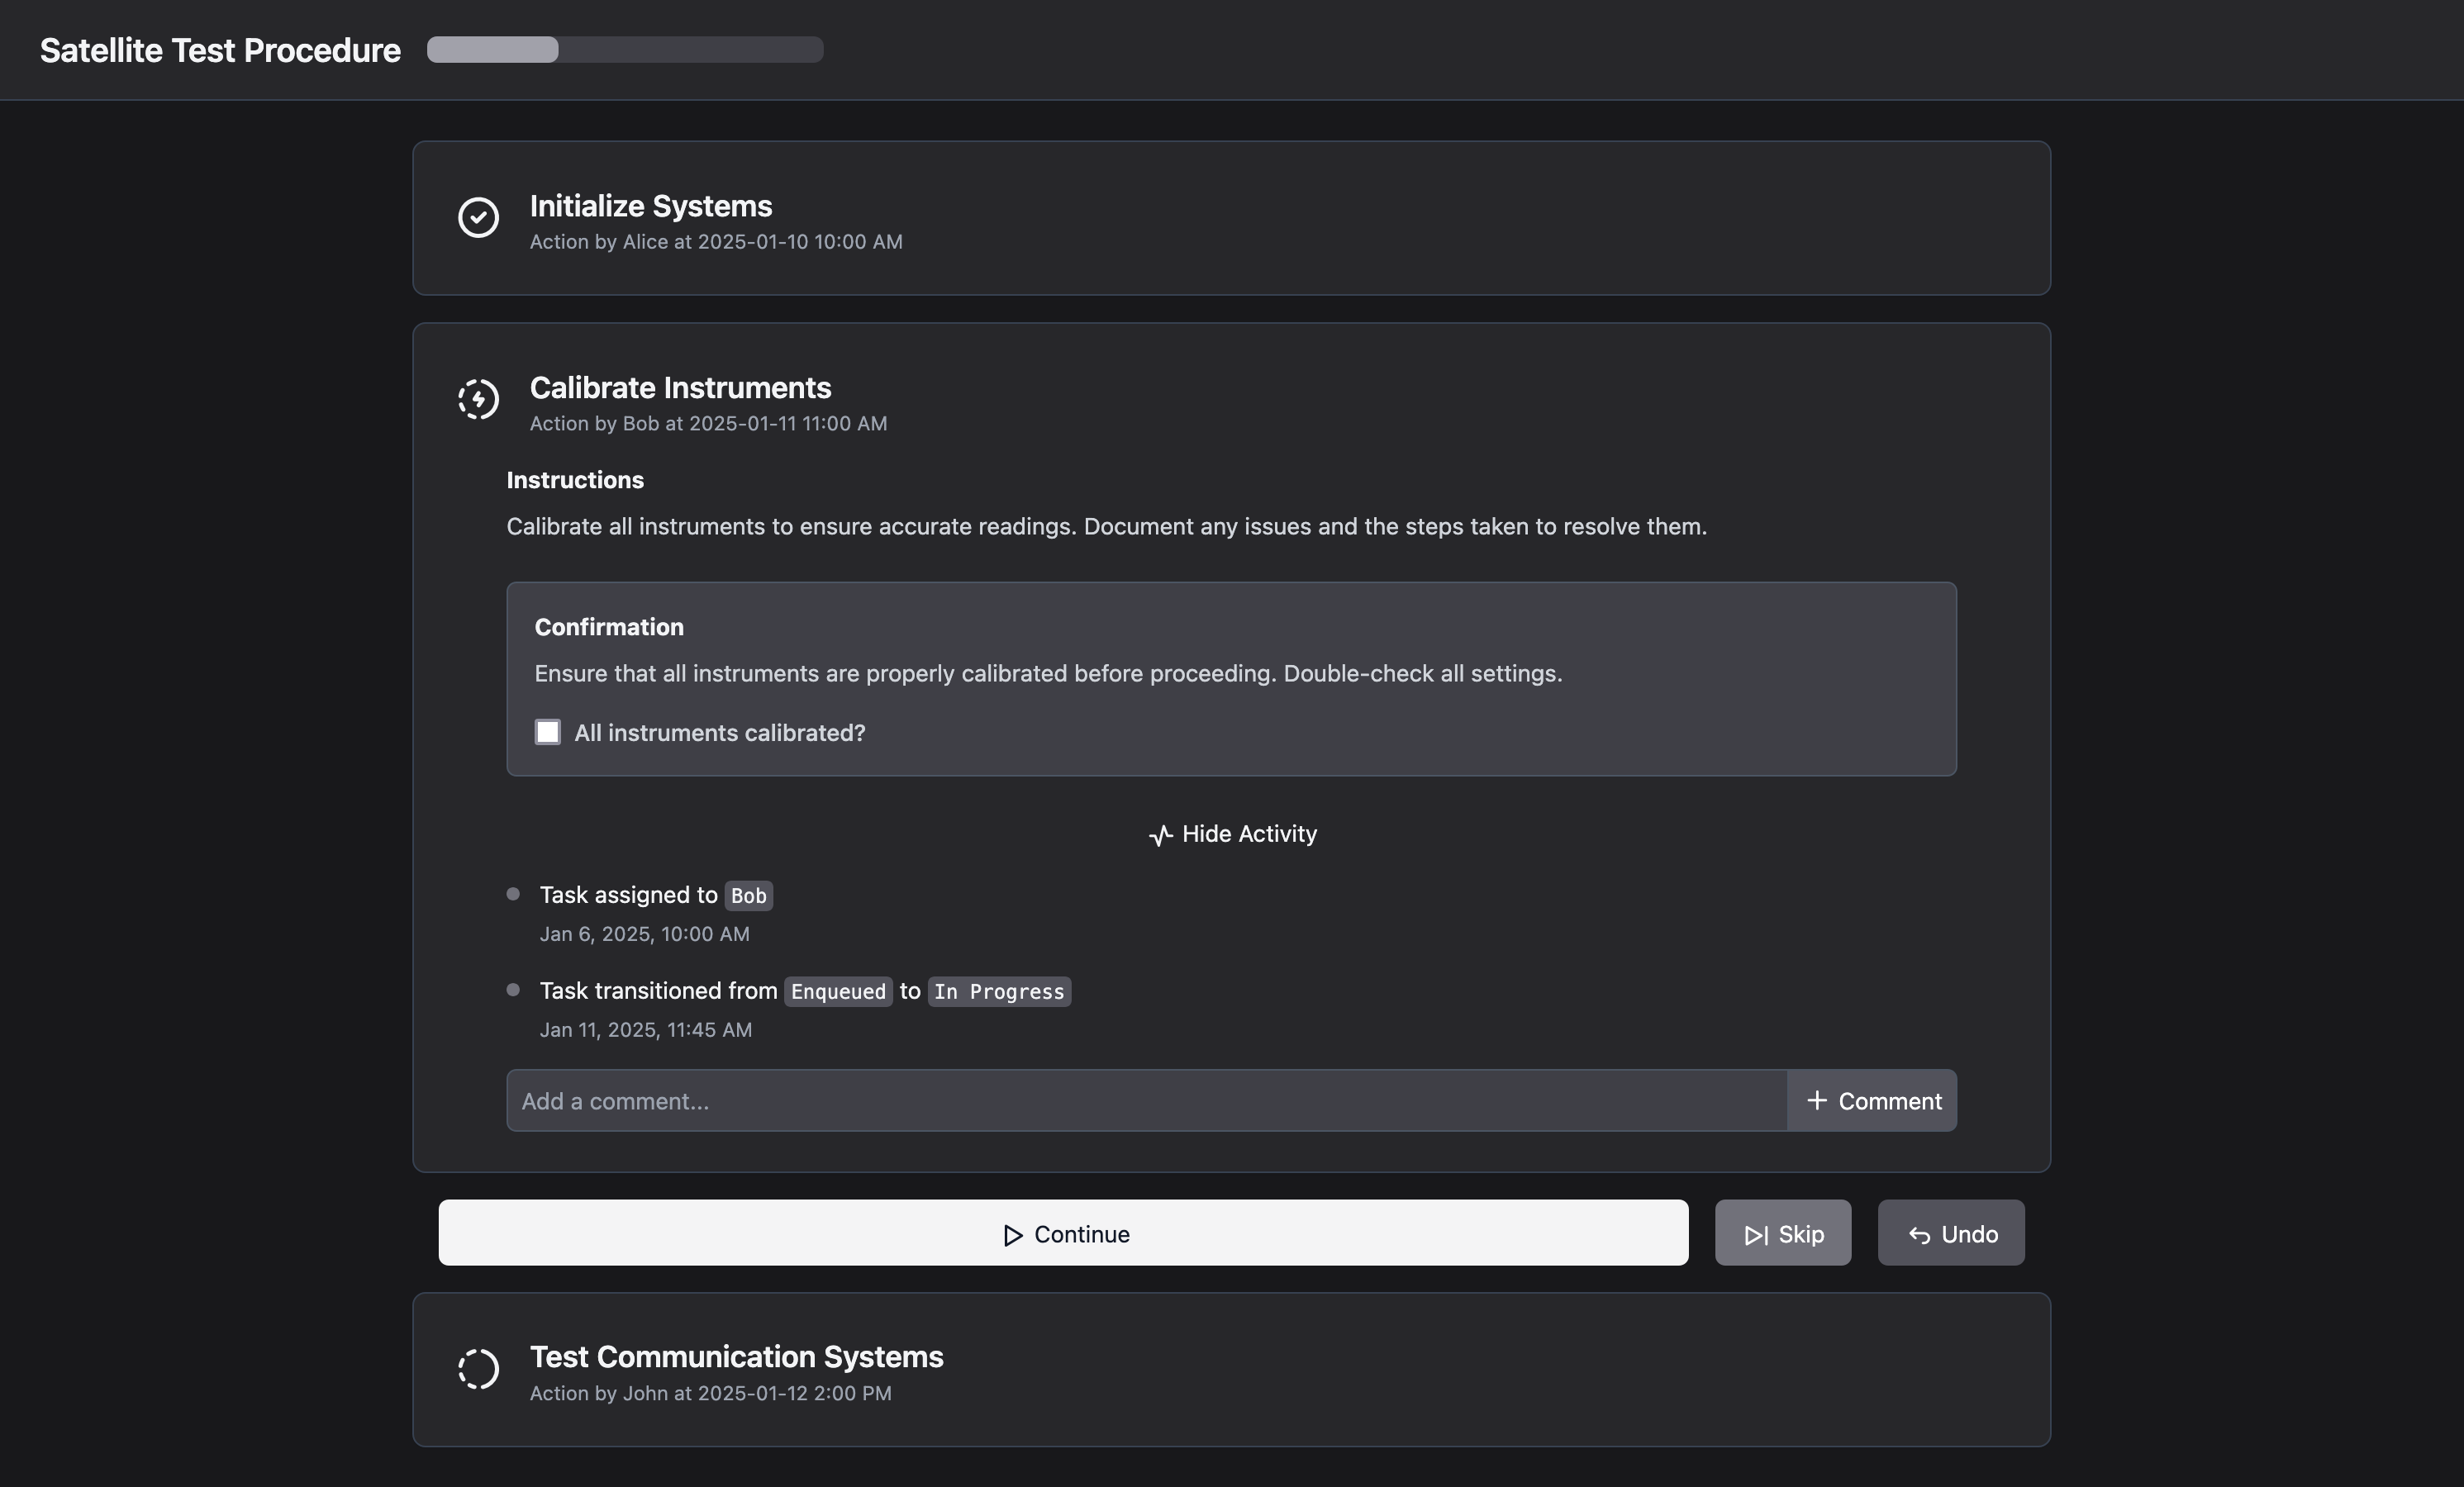 Satellite Test Procedure
Initialize Systems
Action by Alice at 2025-01-10 10:00 AM
Calibrate Instruments
Action by Bob at 2025-01-11 11:00 AM
Instructions
Calibrate all instruments to ensure accurate readings. Document any issues and the steps taken to resolve them.
Confirmation
Ensure that all instruments are properly calibrated before proceeding. Double-check all settings.
All instruments calibrated?
Hide Activity
Task assigned to Bob
Jan 6, 2025, 10:00 AM
Task transitioned from Enqueued to In Progress
Jan 11, 2025, 11:45 AM
Add a comment... + Comment
Continue Skip Undo
Test Communication Systems
Action by John at 2025-01-12 2:00 PM